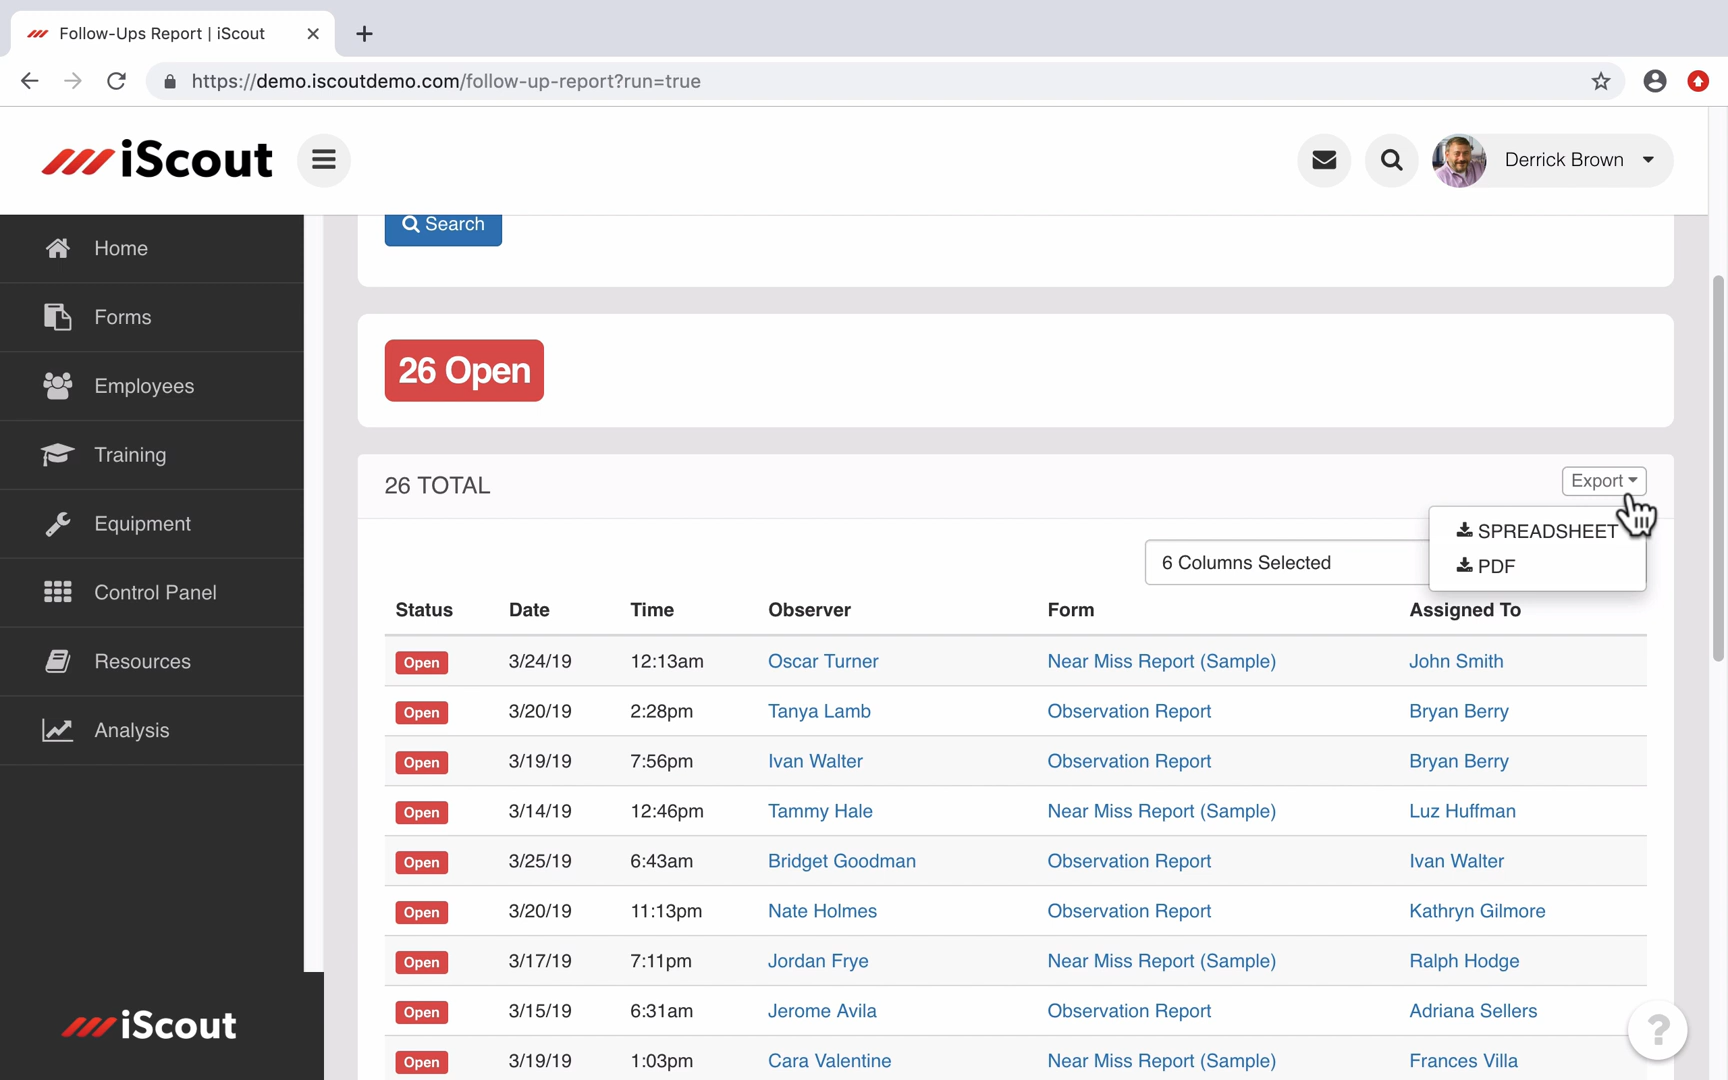 Follow-Ups Report | iScout
https://demo.iscoutdemo.com/follow-up-report?run=true
iScout
Derrick Brown
Home
Forms
Employees
Training
Equipment
Control Panel
Resources
Analysis
iScout
Search
26 Open
26 TOTAL
Export
SPREADSHEET
PDF
6 Columns Selected
Status Date Time Observer Form Assigned To
Open 3/24/19 12:13am Oscar Turner Near Miss Report (Sample) John Smith
Open 3/20/19 2:28pm Tanya Lamb Observation Report Bryan Berry
Open 3/19/19 7:56pm Ivan Walter Observation Report Bryan Berry
Open 3/14/19 12:46pm Tammy Hale Near Miss Report (Sample) Luz Huffman
Open 3/25/19 6:43am Bridget Goodman Observation Report Ivan Walter
Open 3/20/19 11:13pm Nate Holmes Observation Report Kathryn Gilmore
Open 3/17/19 7:11pm Jordan Frye Near Miss Report (Sample) Ralph Hodge
Open 3/15/19 6:31am Jerome Avila Observation Report Adriana Sellers
Open 3/19/19 1:03pm Cara Valentine Near Miss Report (Sample) Frances Villa
?